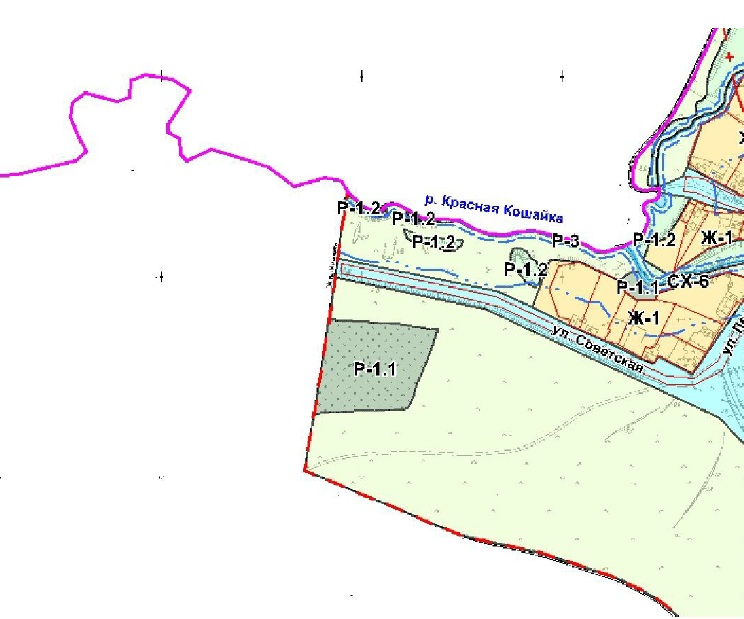 Р-1.2
р. Красная Кошайка
Р-1.2
Р-1.2
Р-3
Р-1-2
Ж-1
Р-1.2
Р-1.1
СХ-6
Ж-1
ул. Советская
Р-1.1